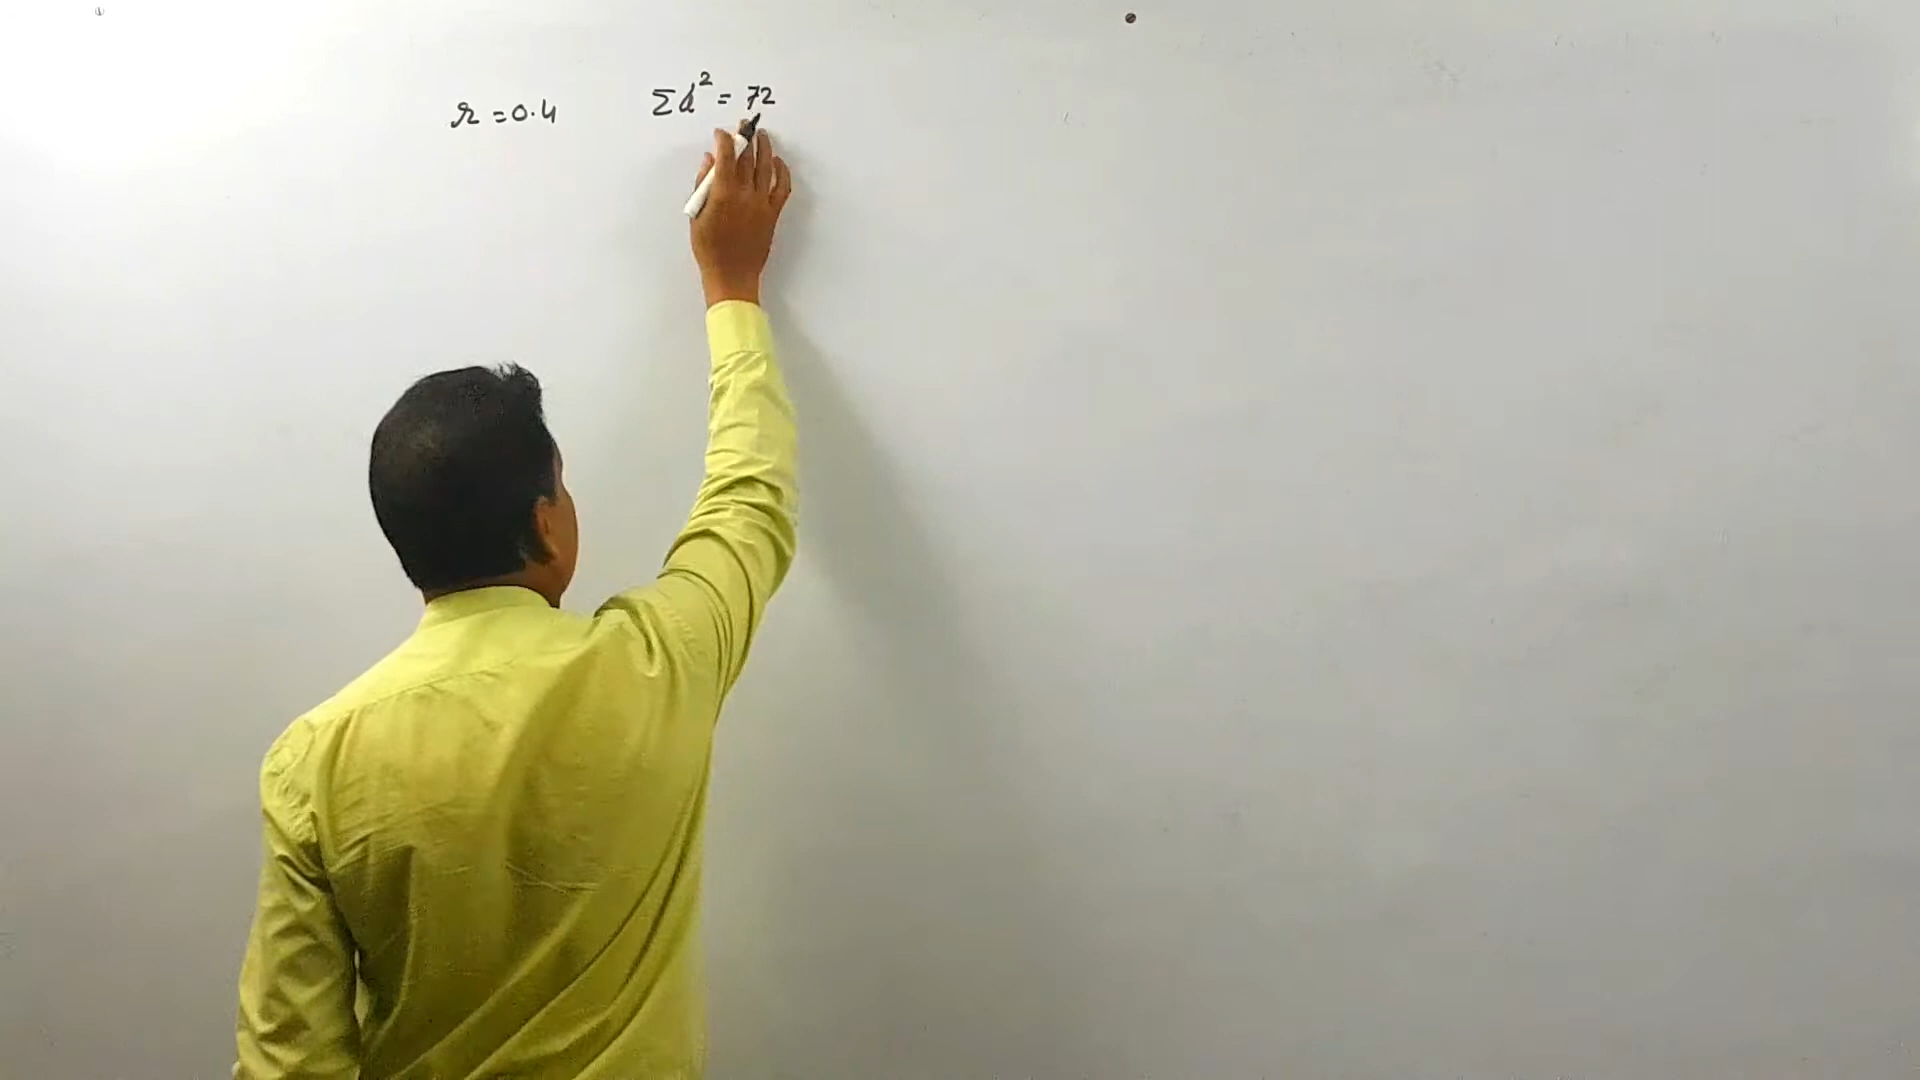 r = 0.4 Σd² = 72